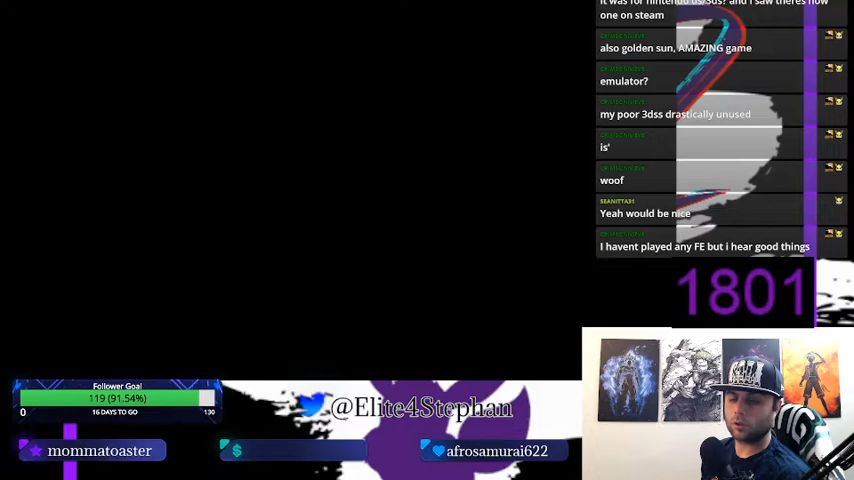 it was for nintendo ds/3ds? and i saw theres now
one on steam
also golden sun, AMAZING game
emulator?
my poor 3dss drastically unused
is'
woof
SEANITTA31
Yeah would be nice
I havent played any FE but i hear good things
1801
Follower Goal
119 (91.54%)
0
130
16 DAYS TO GO
@Elite4Stephan
mommatoaster
$
afrosamurai622